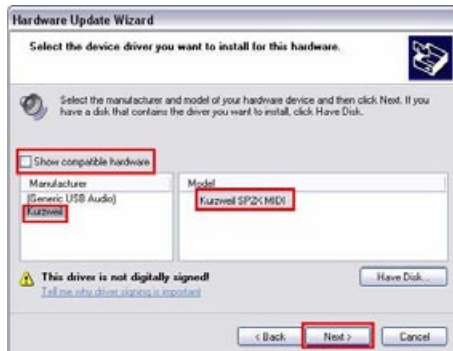 Hardware Update Wizard
Select the device driver you want to install for this hardware.
Select the manufacturer and model of your hardware device and then click Next. If you
have a disk that contains the driver you want to install, click Have Disk.
Show compatible hardware
Manufacturer
Model
(Generic USB Audio)
Kurzweil
Kurzweil SP2X MIDI
This driver is not digitally signed!
Tell me why driver signing is important
Have Disk...
< Back
Next >
Cancel